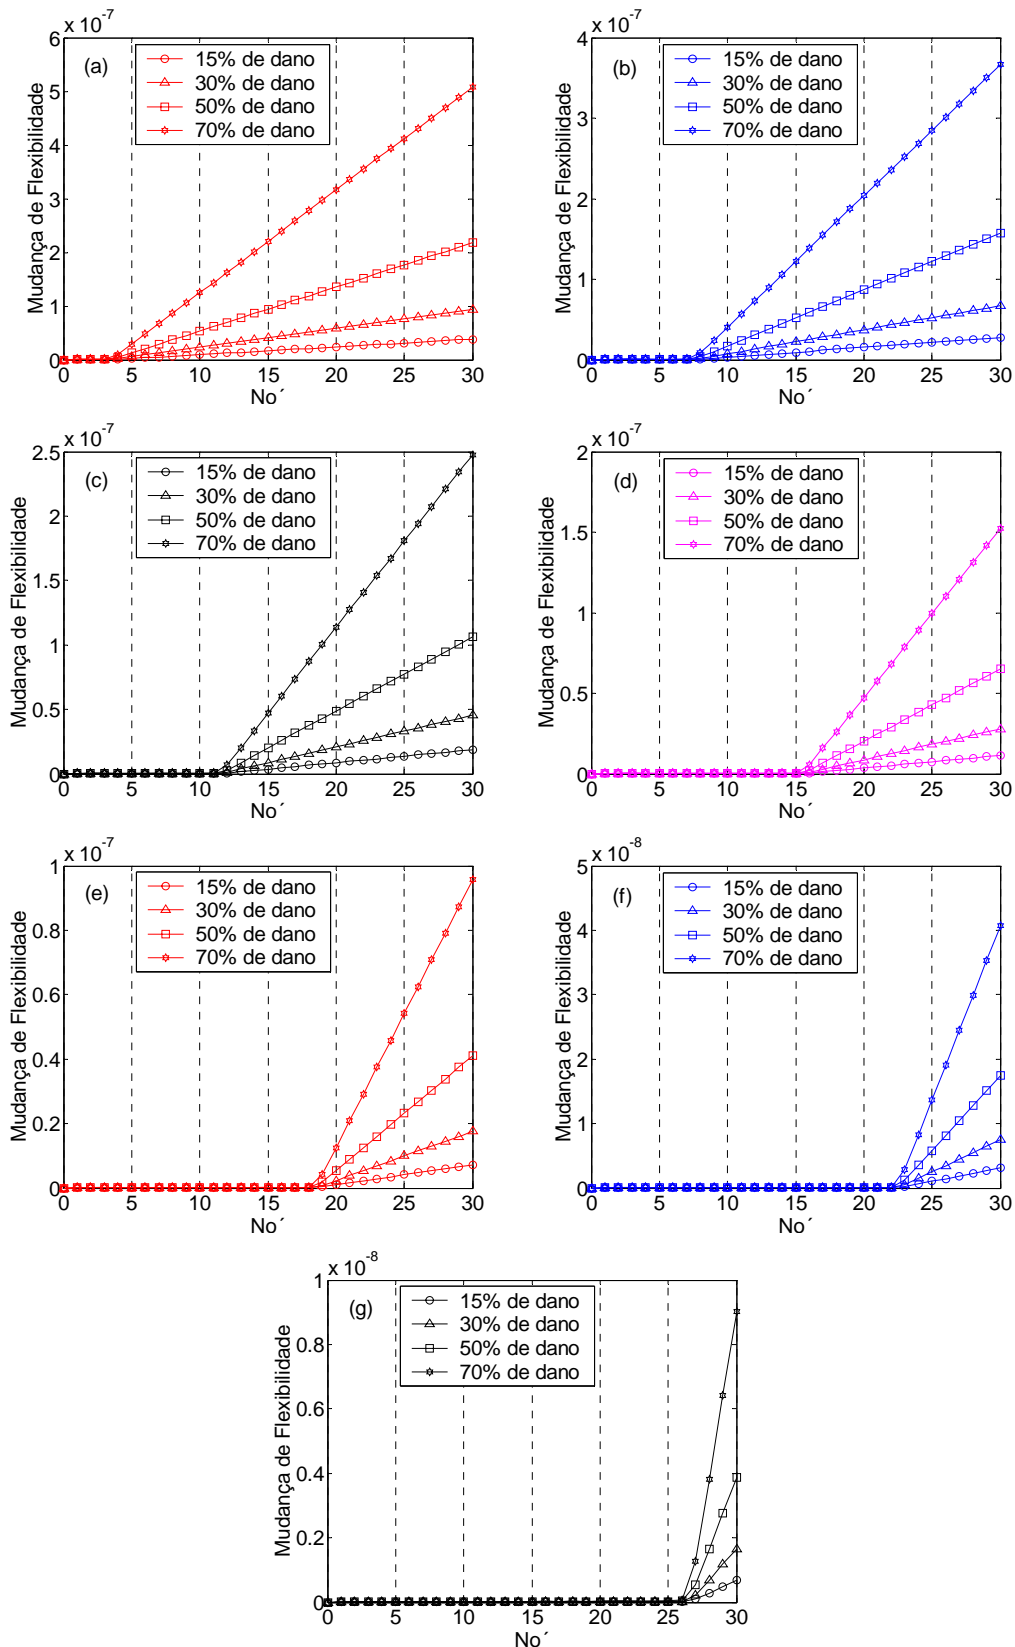 x 10-7
6
5
4
3
2
1
0
Mudança de Flexibilidade
(a)
15% de dano
30% de dano
50% de dano
70% de dano
0 5 10 15 20 25 30
No´
x 10-7
4
3
2
1
0
Mudança de Flexibilidade
(b)
15% de dano
30% de dano
50% de dano
70% de dano
0 5 10 15 20 25 30
No´
x 10-7
2.5
2
1.5
1
0.5
0
Mudança de Flexibilidade
(c)
15% de dano
30% de dano
50% de dano
70% de dano
0 5 10 15 20 25 30
No´
x 10-7
2
1.5
1
0.5
0
Mudança de Flexibilidade
(d)
15% de dano
30% de dano
50% de dano
70% de dano
0 5 10 15 20 25 30
No´
x 10-7
1
0.8
0.6
0.4
0.2
0
Mudança de Flexibilidade
(e)
15% de dano
30% de dano
50% de dano
70% de dano
0 5 10 15 20 25 30
No´
x 10-8
5
4
3
2
1
0
Mudança de Flexibilidade
(f)
15% de dano
30% de dano
50% de dano
70% de dano
0 5 10 15 20 25 30
No´
x 10-8
1
0.8
0.6
0.4
0.2
0
Mudança de Flexibilidade
(g)
15% de dano
30% de dano
50% de dano
70% de dano
0 5 10 15 20 25 30
No´